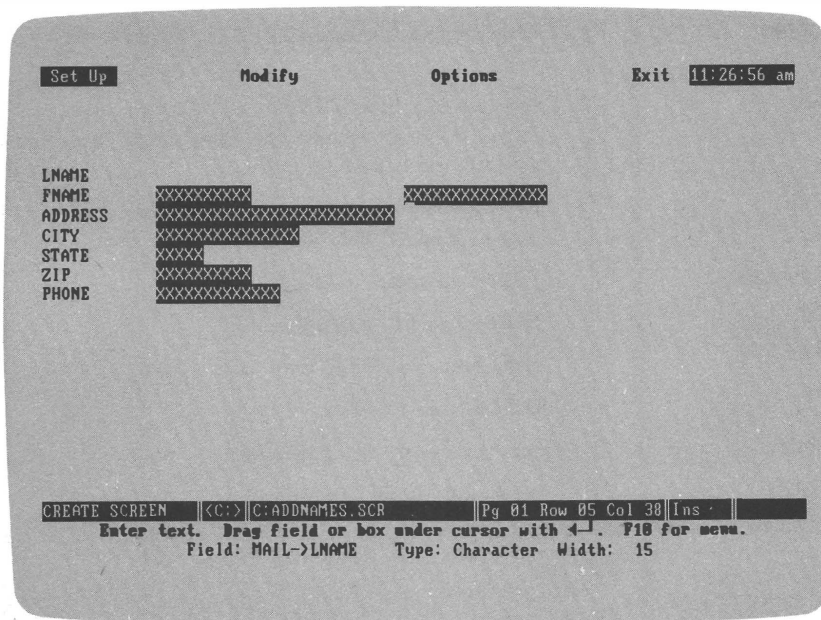 Set Up Modify Options Exit 11:26:56 am
LNAME
FNAME XXXXXXXXXX XXXXXXXXXXXXXXX
ADDRESS XXXXXXXXXXXXXXXXXXXXXXXXX
CITY XXXXXXXXXXXXXXX
STATE XXXXX
ZIP XXXXXXXXXX
PHONE XXXXXXXXXXXXX
CREATE SCREEN <C:> C:ADDNAMES.SCR Pg 01 Row 05 Col 38 Ins
Enter text. Drag field or box under cursor with ←┘. F10 for menu.
Field: MAIL->LNAME Type: Character Width: 15